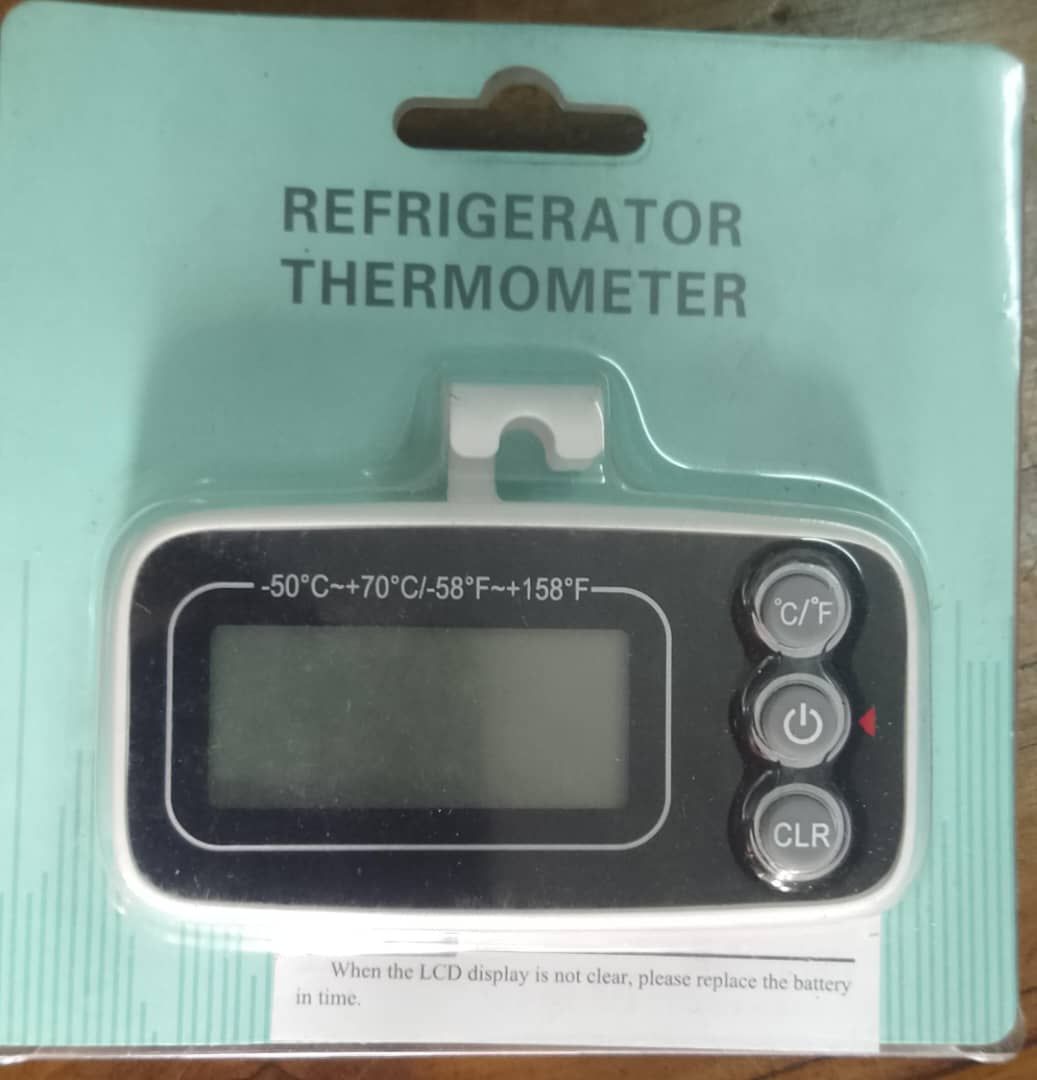 REFRIGERATOR
THERMOMETER
-50°C~+70°C/-58°F~+158°F
°C/°F
CLR
When the LCD display is not clear, please replace the battery
in time.